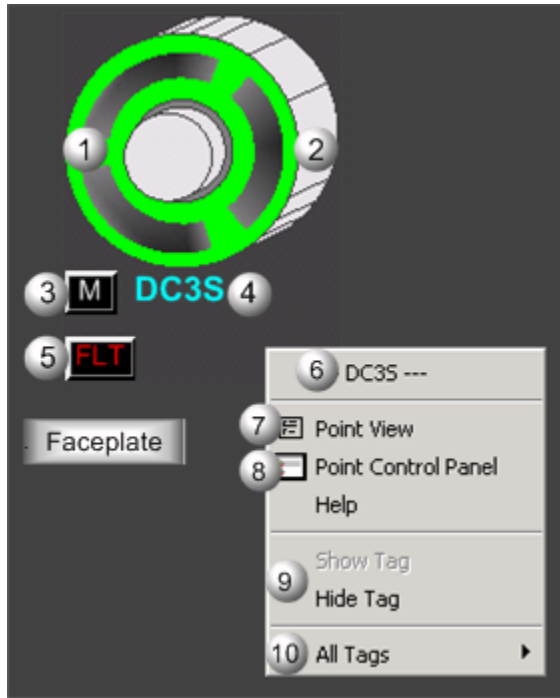 1 2
3 M DC3S 4
5 FLT
Faceplate
6 DC3S ---
7 Point View
8 Point Control Panel
Help
Show Tag
9
Hide Tag
10 All Tags